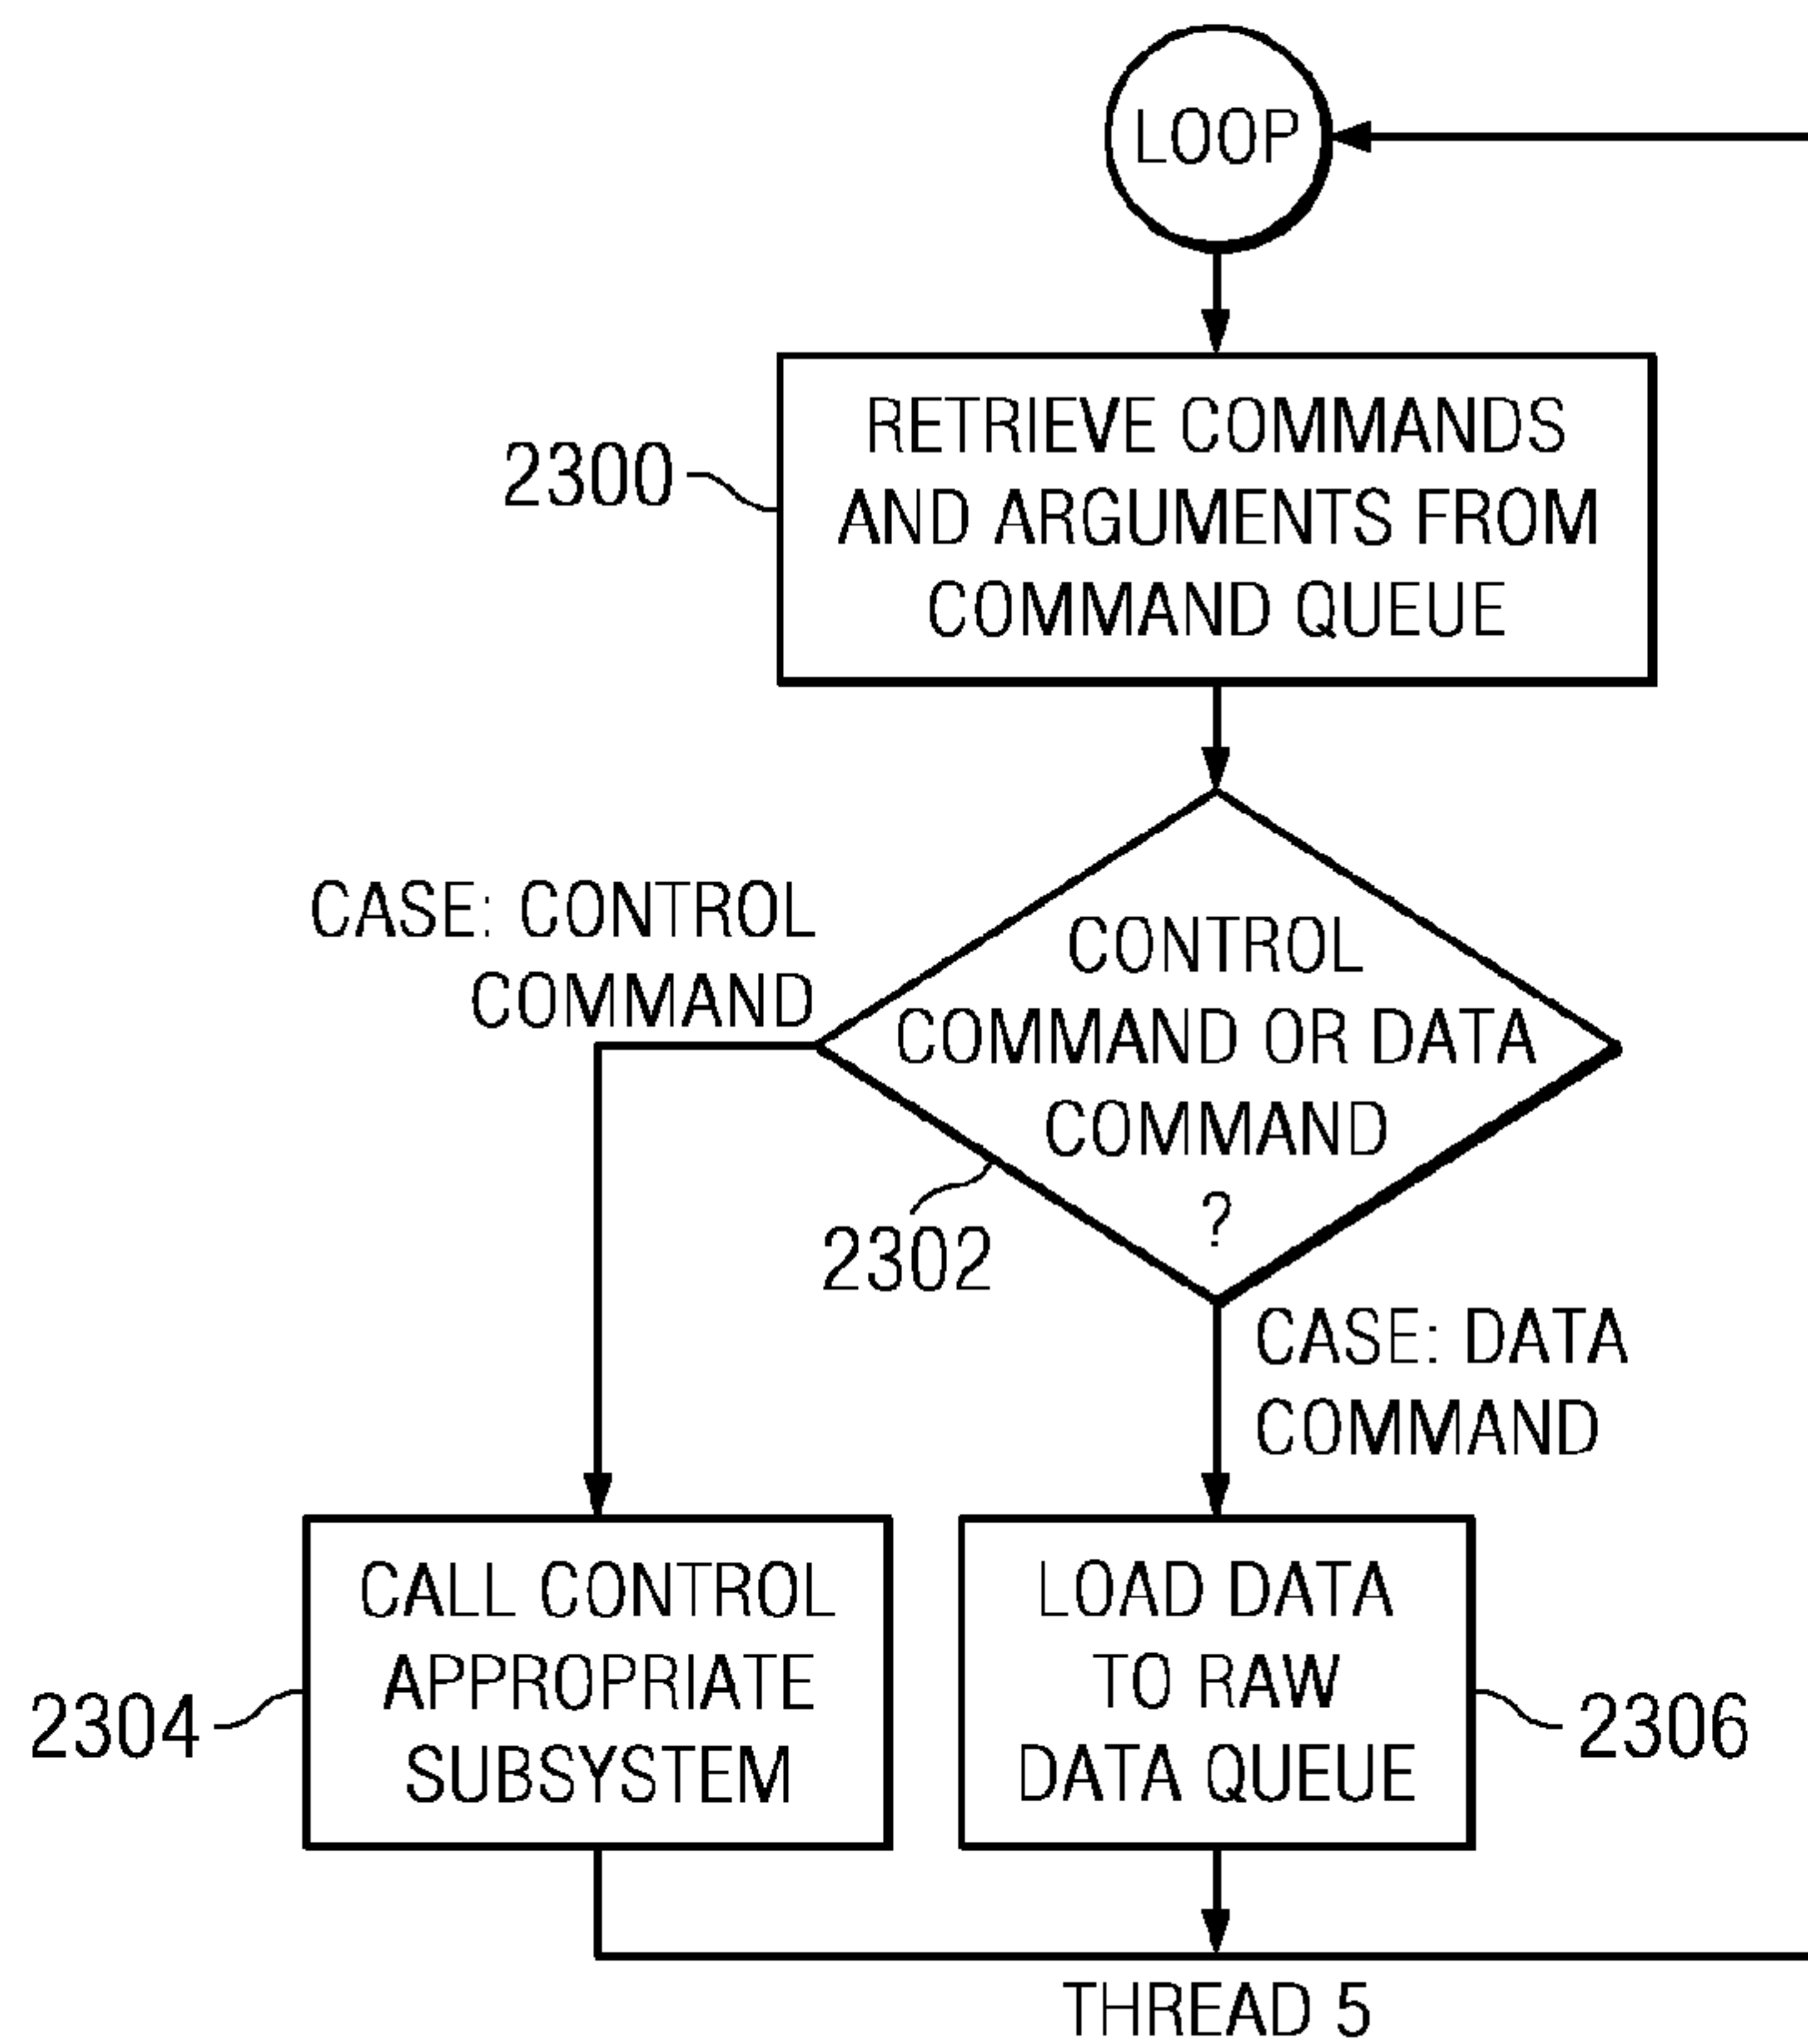 LOOP
RETRIEVE COMMANDS
AND ARGUMENTS FROM
COMMAND QUEUE
2300
CASE: CONTROL
COMMAND
CONTROL
COMMAND OR DATA
COMMAND
?
2302
CASE: DATA
COMMAND
CALL CONTROL
APPROPRIATE
SUBSYSTEM
2304
LOAD DATA
TO RAW
DATA QUEUE
2306
THREAD 5